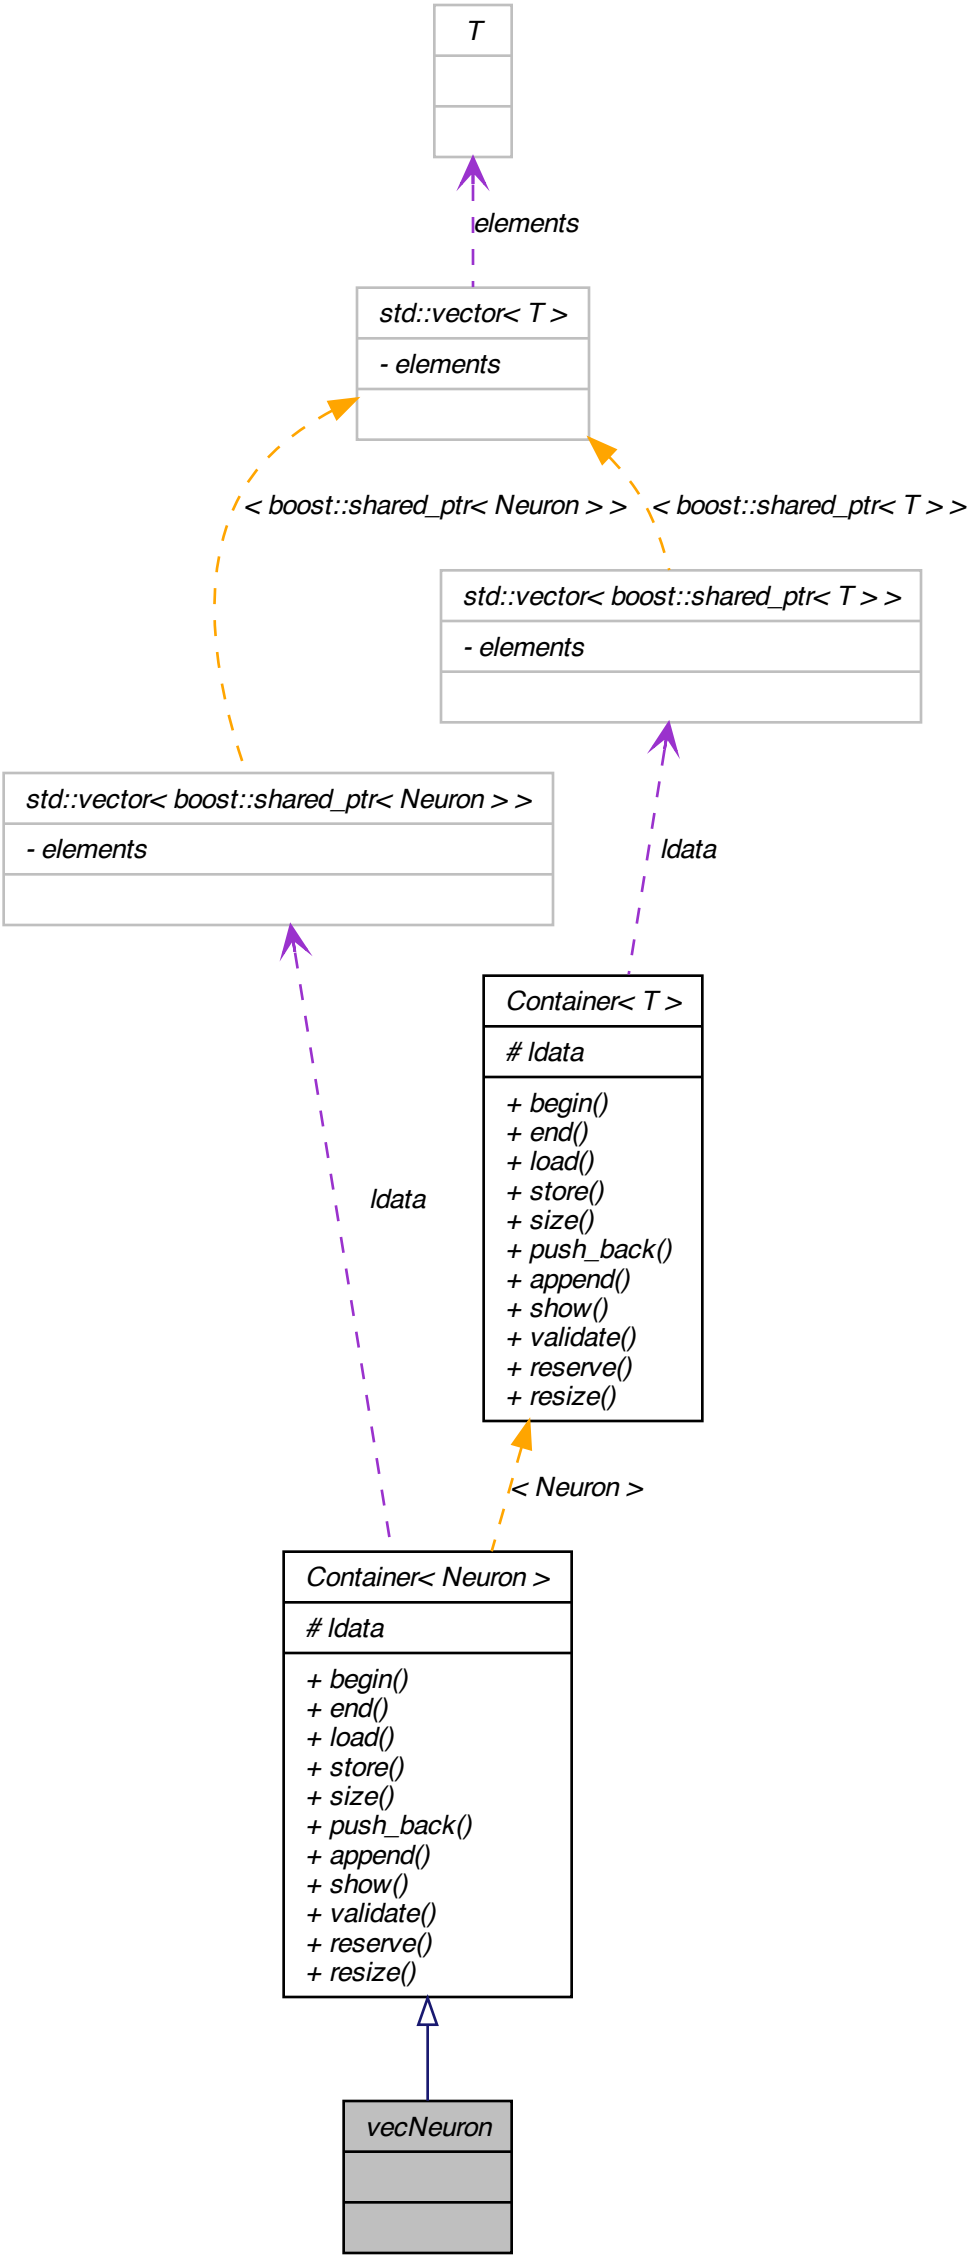 T
elements
std::vector< T >
- elements
< boost::shared_ptr< Neuron > >
< boost::shared_ptr< T > >
std::vector< boost::shared_ptr< T > >
- elements
std::vector< boost::shared_ptr< Neuron > >
- elements
ldata
Container< T >
# ldata
+ begin()
+ end()
+ load()
+ store()
+ size()
+ push_back()
+ append()
+ show()
+ validate()
+ reserve()
+ resize()
ldata
< Neuron >
Container< Neuron >
# ldata
+ begin()
+ end()
+ load()
+ store()
+ size()
+ push_back()
+ append()
+ show()
+ validate()
+ reserve()
+ resize()
vecNeuron